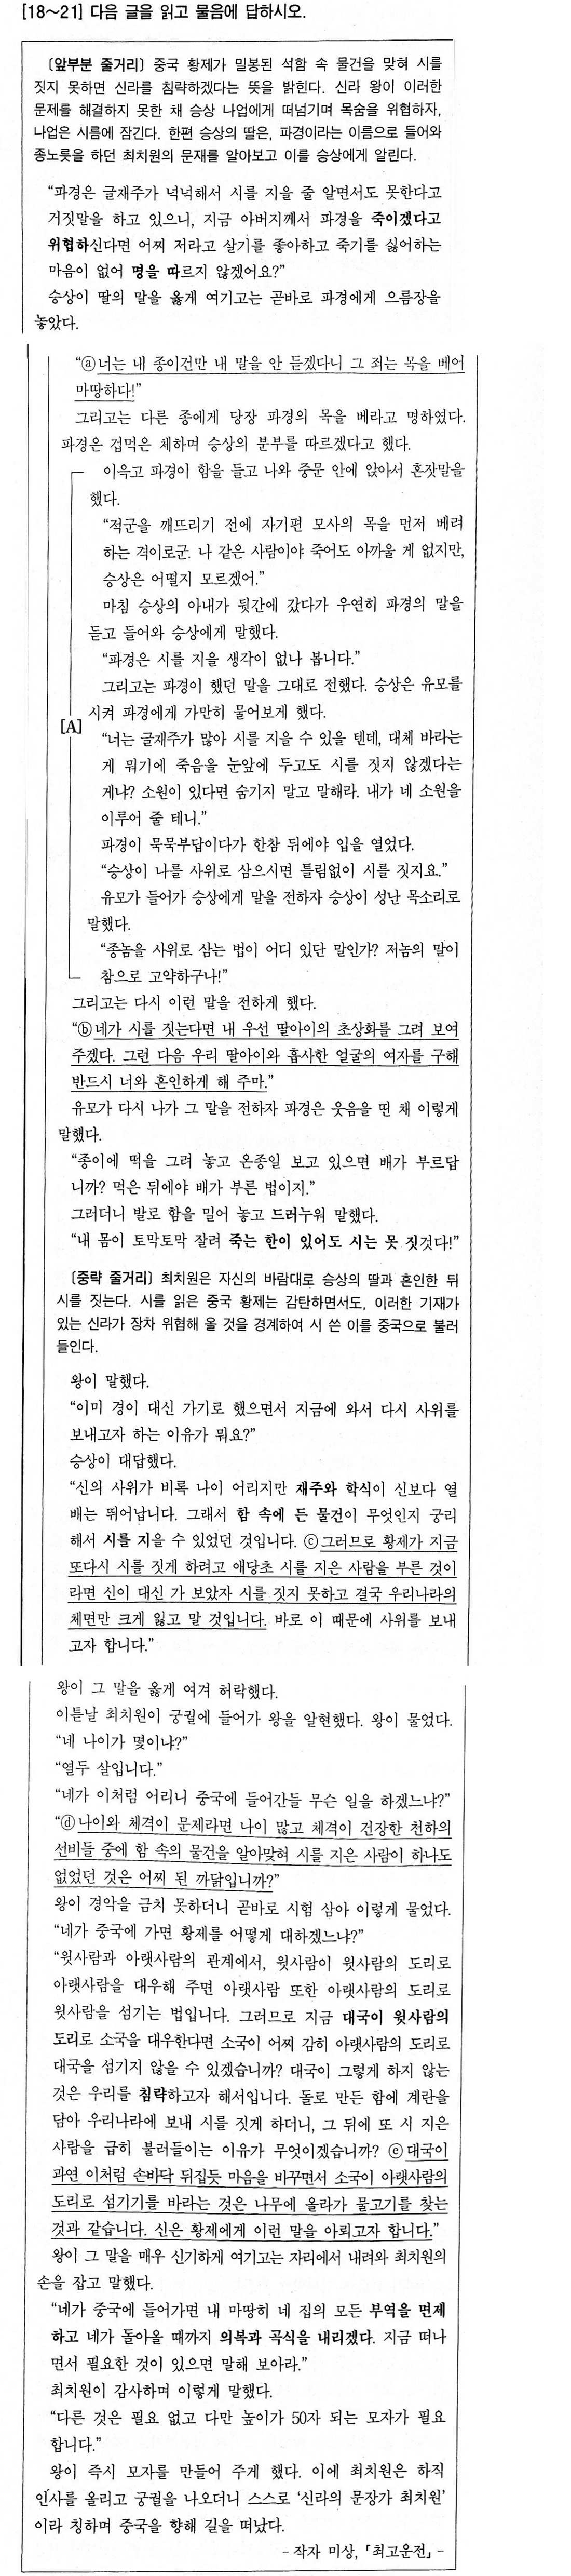 [18~21] 다음 글을 읽고 물음에 답하시오.
[앞부분 줄거리] 중국 황제가 밀봉된 석함 속 물건을 맞혀 시를
짓지 못하면 신라를 침략하겠다는 뜻을 밝힌다. 신라 왕이 이러한
문제를 해결하지 못한 채 승상 나업에게 떠넘기며 목숨을 위협하자,
나업은 시름에 잠긴다. 한편 승상의 딸은, 파경이라는 이름으로 들어와
종노릇을 하던 최치원의 문재를 알아보고 이를 승상에게 알린다.
“파경은 글재주가 넉넉해서 시를 지을 줄 알면서도 못한다고
거짓말을 하고 있으니, 지금 아버지께서 파경을 죽이겠다고
위협하신다면 어찌 저라고 살기를 좋아하고 죽기를 싫어하는
마음이 없어 명을 따르지 않겠어요?”
승상이 딸의 말을 옳게 여기고는 곧바로 파경에게 으름장을
놓았다.
“ⓐ너는 내 종이건만 내 말을 안 듣겠다니 그 죄는 목을 베어
마땅하다!”
그리고는 다른 종에게 당장 파경의 목을 베라고 명하였다.
파경은 겁먹은 체하며 승상의 분부를 따르겠다고 했다.
이윽고 파경이 함을 들고 나와 중문 안에 앉아서 혼잣말을
했다.
“적군을 깨뜨리기 전에 자기편 모사의 목을 먼저 베려
하는 격이로군. 나 같은 사람이야 죽어도 아까울 게 없지만,
승상은 어떨지 모르겠어.”
마침 승상의 아내가 뒷간에 갔다가 우연히 파경의 말을
듣고 들어와 승상에게 말했다.
“파경은 시를 지을 생각이 없나 봅니다.”
그리고는 파경이 했던 말을 그대로 전했다. 승상은 유모를
시켜 파경에게 가만히 물어보게 했다.
[A]
“너는 글재주가 많아 시를 지을 수 있을 텐데, 대체 바라는
게 뭐기에 죽음을 눈앞에 두고도 시를 짓지 않겠다는
게냐? 소원이 있다면 숨기지 말고 말해라. 내가 네 소원을
이루어 줄 테니.”
파경이 묵묵부답이다가 한참 뒤에야 입을 열었다.
“승상이 나를 사위로 삼으시면 틀림없이 시를 짓지요.”
유모가 들어가 승상에게 말을 전하자 승상이 성난 목소리로
말했다.
“종놈을 사위로 삼는 법이 어디 있단 말인가? 저놈의 말이
참으로 고약하구나!”
그리고는 다시 이런 말을 전하게 했다.
“ⓑ네가 시를 짓는다면 내 우선 딸아이의 초상화를 그려 보여
주겠다. 그런 다음 우리 딸아이와 흡사한 얼굴의 여자를 구해
반드시 너와 혼인하게 해 주마.”
유모가 다시 나가 그 말을 전하자 파경은 웃음을 띤 채 이렇게
말했다.
“종이에 떡을 그려 놓고 온종일 보고 있으면 배가 부르답
니까? 먹은 뒤에야 배가 부른 법이지.”
그러더니 발로 함을 밀어 놓고 드러누워 말했다.
“내 몸이 토막토막 잘려 죽는 한이 있어도 시는 못 짓것다!”
[중략 줄거리] 최치원은 자신의 바람대로 승상의 딸과 혼인한 뒤
시를 짓는다. 시를 읽은 중국 황제는 감탄하면서도, 이러한 기재가
있는 신라가 장차 위협해 올 것을 경계하여 시 쓴 이를 중국으로 불러
들인다.
왕이 말했다.
“이미 경이 대신 가기로 했으면서 지금에 와서 다시 사위를
보내고자 하는 이유가 뭐요?”
승상이 대답했다.
“신의 사위가 비록 나이 어리지만 재주와 학식이 신보다 열
배는 뛰어납니다. 그래서 함 속에 든 물건이 무엇인지 궁리
해서 시를 지을 수 있었던 것입니다. ⓒ그러므로 황제가 지금
또다시 시를 짓게 하려고 애당초 시를 지은 사람을 부른 것이
라면 신이 대신 가 보았자 시를 짓지 못하고 결국 우리나라의
체면만 크게 잃고 말 것입니다. 바로 이 때문에 사위를 보내
고자 합니다.”
왕이 그 말을 옳게 여겨 허락했다.
이튿날 최치원이 궁궐에 들어가 왕을 알현했다. 왕이 물었다.
“네 나이가 몇이냐?”
“열두 살입니다.”
“네가 이처럼 어리니 중국에 들어간들 무슨 일을 하겠느냐?”
“ⓓ나이와 체격이 문제라면 나이 많고 체격이 건장한 천하의
선비들 중에 함 속의 물건을 알아맞혀 시를 지은 사람이 하나도
없었던 것은 어찌 된 까닭입니까?”
왕이 경악을 금치 못하더니 곧바로 시험 삼아 이렇게 물었다.
“네가 중국에 가면 황제를 어떻게 대하겠느냐?”
“윗사람과 아랫사람의 관계에서, 윗사람이 윗사람의 도리로
아랫사람을 대우해 주면 아랫사람 또한 아랫사람의 도리로
윗사람을 섬기는 법입니다. 그러므로 지금 대국이 윗사람의
도리로 소국을 대우한다면 소국이 어찌 감히 아랫사람의 도리로
대국을 섬기지 않을 수 있겠습니까? 대국이 그렇게 하지 않는
것은 우리를 침략하고자 해서입니다. 돌로 만든 함에 계란을
담아 우리나라에 보내 시를 짓게 하더니, 그 뒤에 또 시 지은
사람을 급히 불러들이는 이유가 무엇이겠습니까? ⓔ대국이
과연 이처럼 손바닥 뒤집듯 마음을 바꾸면서 소국이 아랫사람의
도리로 섬기기를 바라는 것은 나무에 올라가 물고기를 찾는
것과 같습니다. 신은 황제에게 이런 말을 아뢰고자 합니다.”
왕이 그 말을 매우 신기하게 여기고는 자리에서 내려와 최치원의
손을 잡고 말했다.
“네가 중국에 들어가면 내 마땅히 네 집의 모든 부역을 면제
하고 네가 돌아올 때까지 의복과 곡식을 내리겠다. 지금 떠나
면서 필요한 것이 있으면 말해 보아라.”
최치원이 감사하며 이렇게 말했다.
“다른 것은 필요 없고 다만 높이가 50자 되는 모자가 필요
합니다.”
왕이 즉시 모자를 만들어 주게 했다. 이에 최치원은 하직
인사를 올리고 궁궐을 나오더니 스스로 ‘신라의 문장가 최치원’
이라 칭하며 중국을 향해 길을 떠났다.
- 작자 미상, 「최고운전」 -